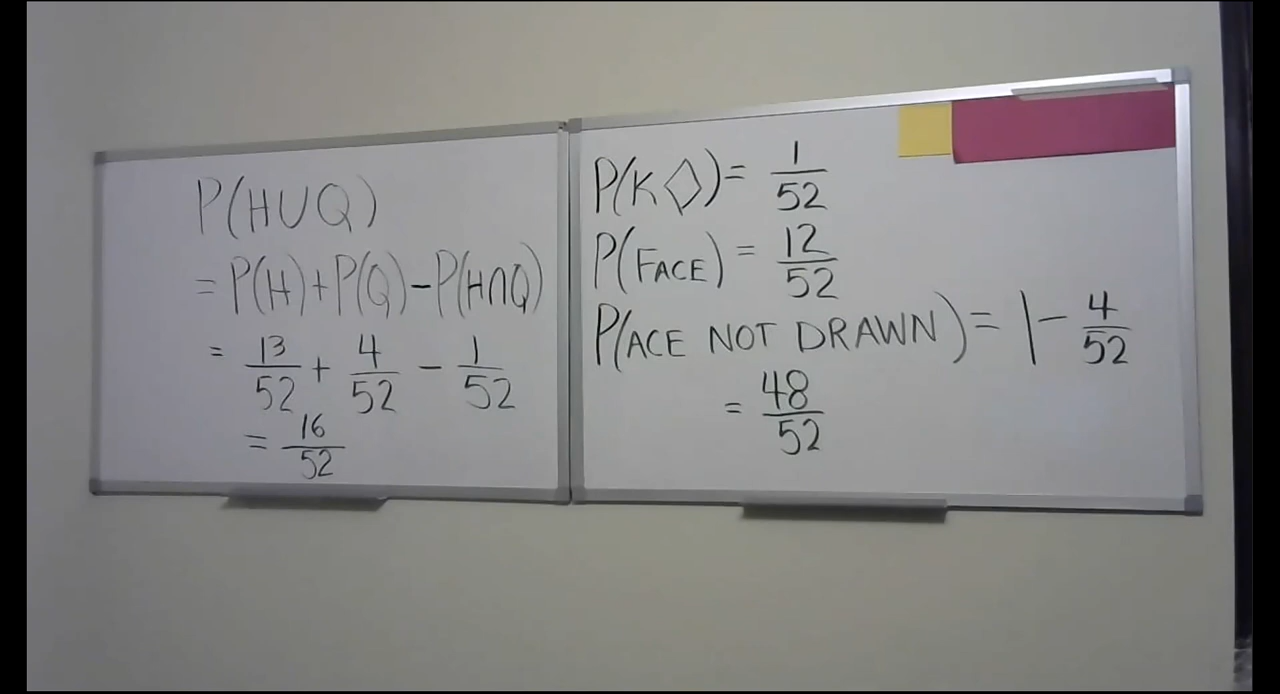 P(H∪Q)
= P(H)+P(Q)-P(H∩Q)
= 13/52 + 4/52 - 1/52
= 16/52
P(K◇) = 1/52
P(FACE) = 12/52
P(ACE NOT DRAWN) = 1 - 4/52
= 48/52